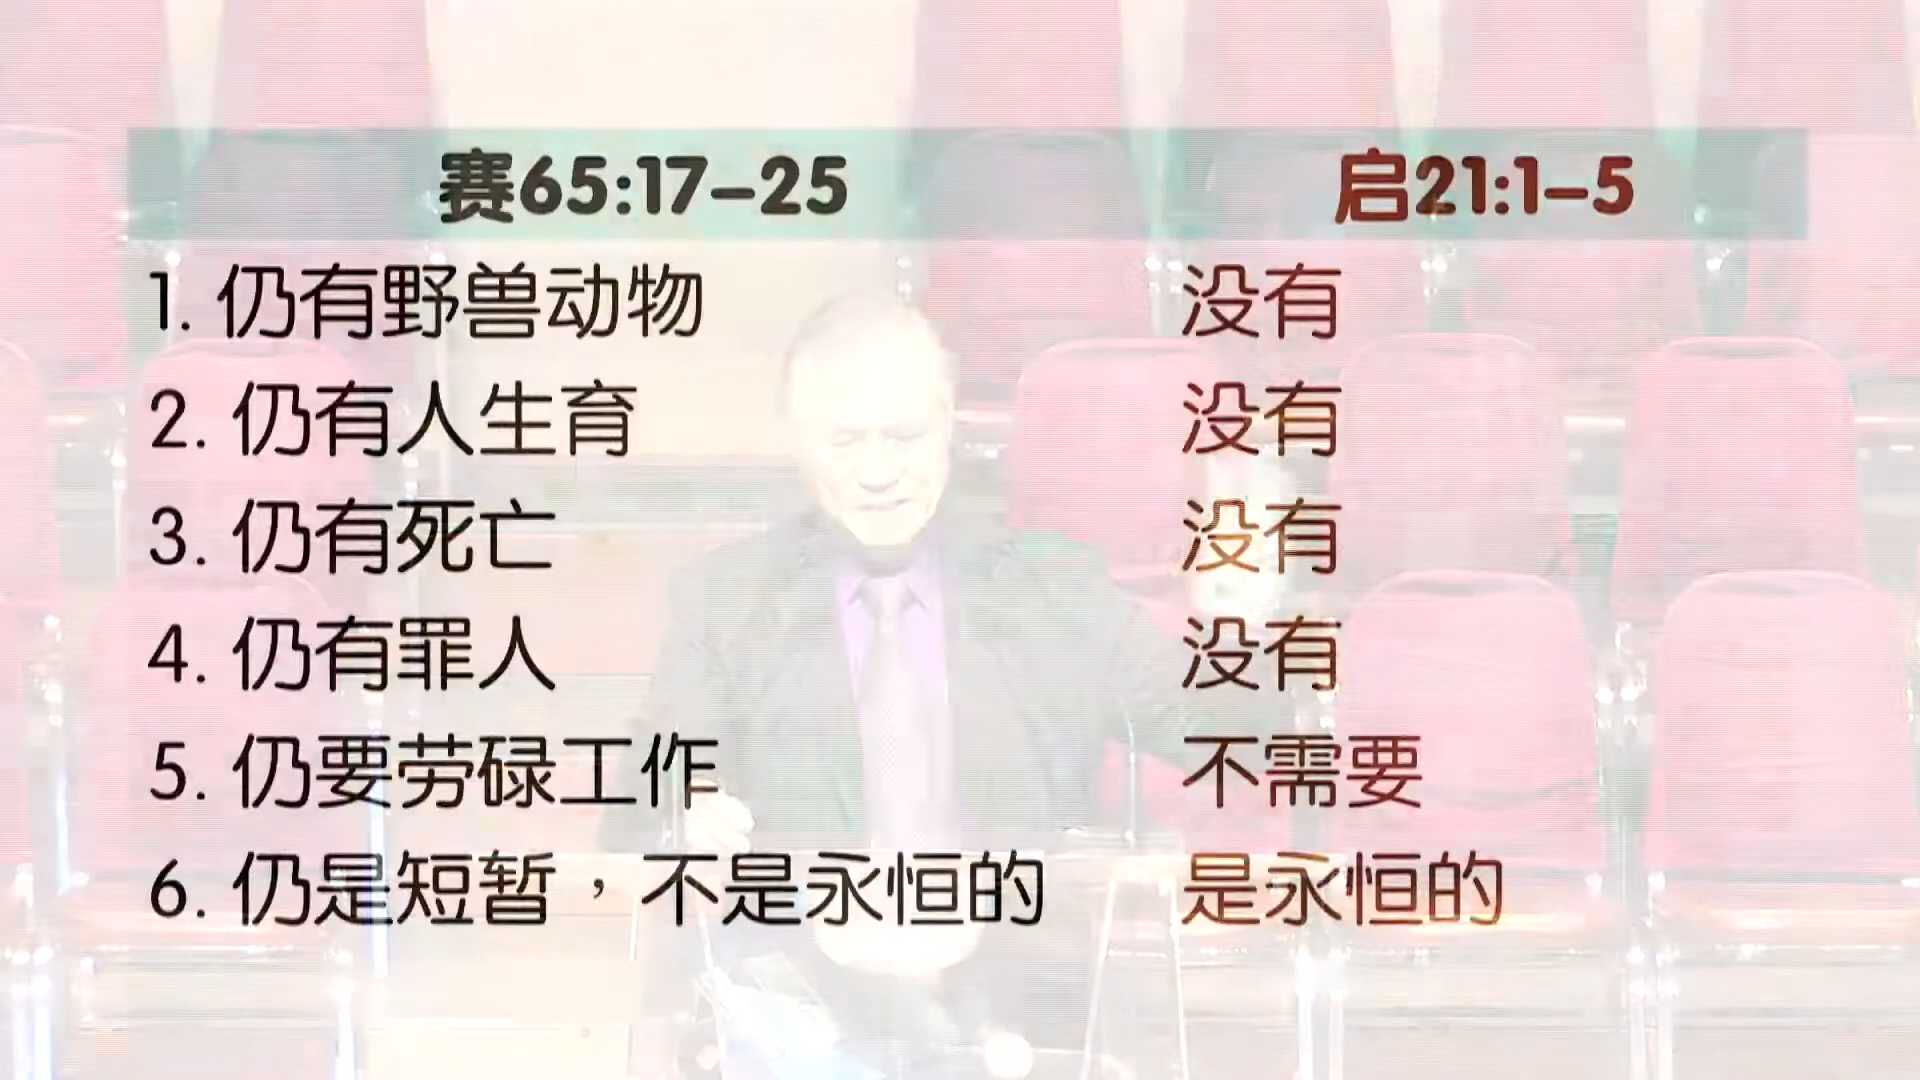 赛65:17-25 启21:1-5
1. 仍有野兽动物 没有
2. 仍有人生育 没有
3. 仍有死亡 没有
4. 仍有罪人 没有
5. 仍要劳碌工作 不需要
6. 仍是短暂，不是永恒的 是永恒的